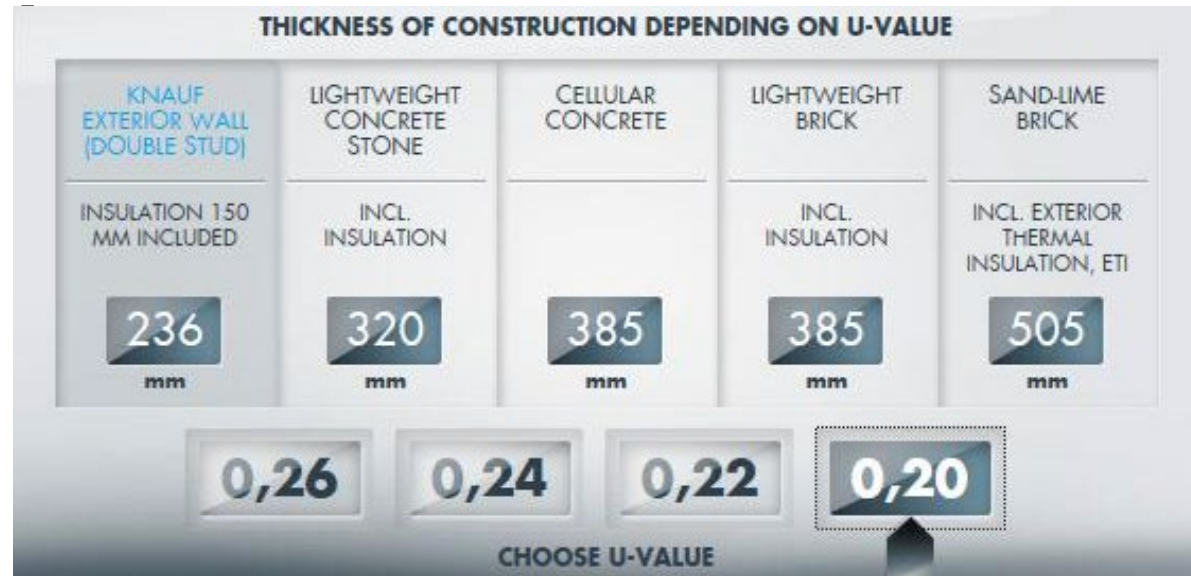 THICKNESS OF CONSTRUCTION DEPENDING ON U-VALUE
KNAUF
EXTERIOR WALL
(DOUBLE STUD)
INSULATION 150
MM INCLUDED
236
mm
LIGHTWEIGHT
CONCRETE
STONE
INCL.
INSULATION
320
mm
CELLULAR
CONCRETE
385
mm
LIGHTWEIGHT
BRICK
INCL.
INSULATION
385
mm
SAND-LIME
BRICK
INCL. EXTERIOR
THERMAL
INSULATION, ETI
505
mm
0,26
0,24
0,22
0,20
CHOOSE U-VALUE